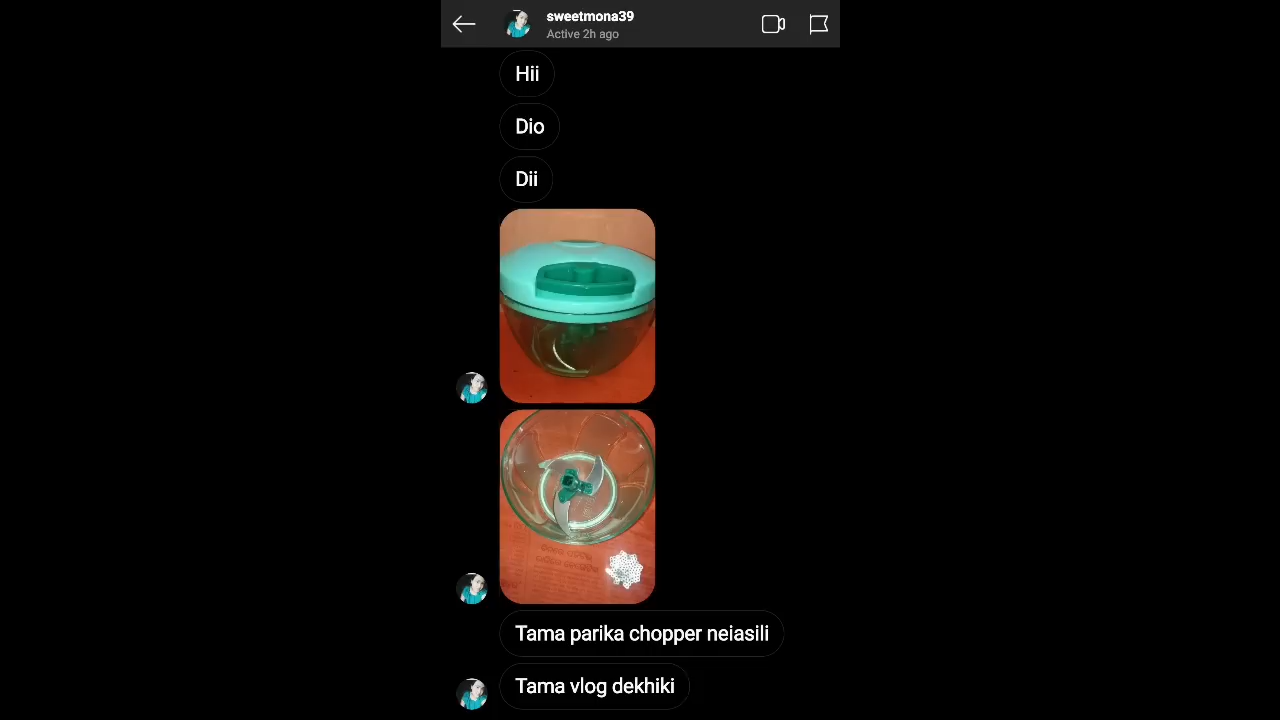 sweetmona39
Active 2h ago
Hii
Dio
Dii
Tama parika chopper neiasili
Tama vlog dekhiki